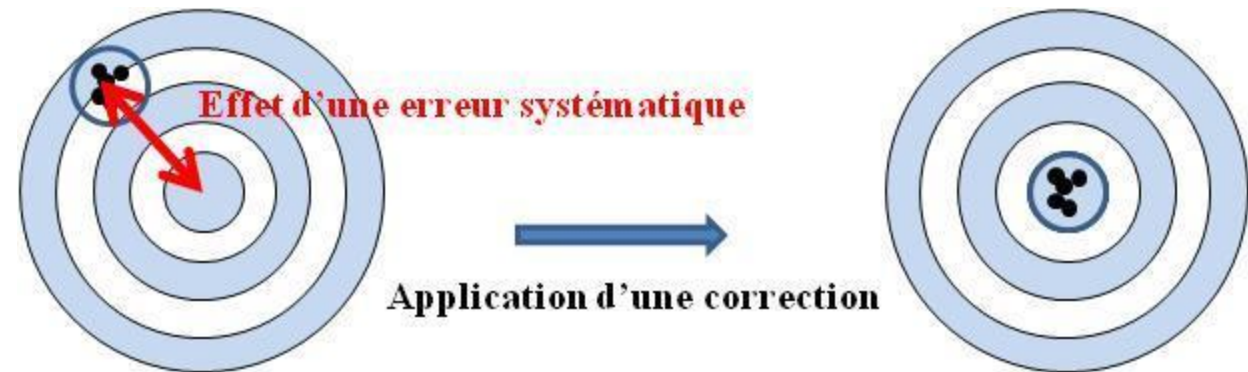 Effet d’une erreur systématique
Application d’une correction